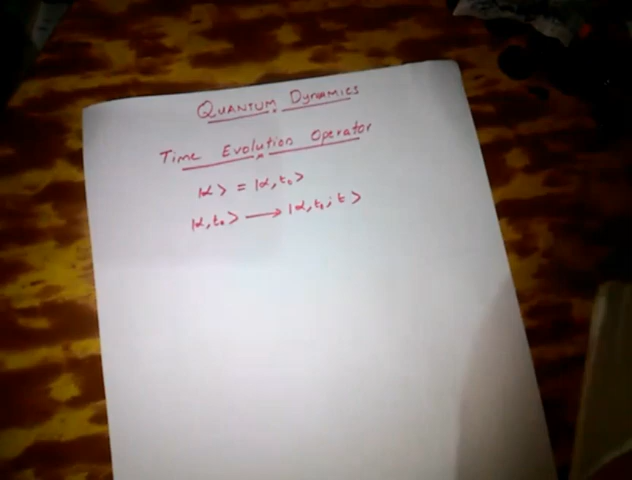 QUANTUM DYNAMICS
Time Evolution Operator
|α> = |α,t₀>
|α,t₀> ⟶ |α,t₀;t>